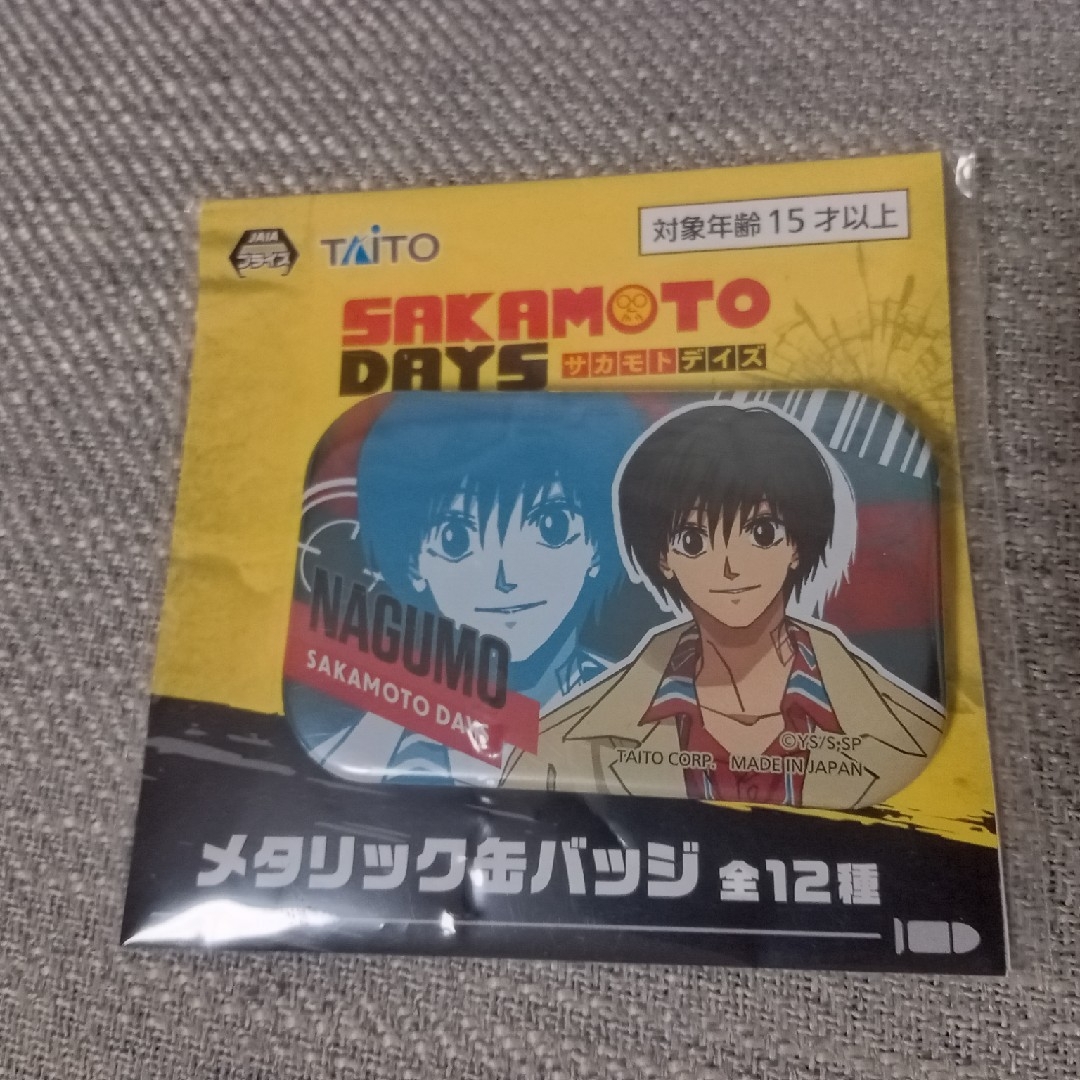 JAIA
プライズ
TAITO
対象年齢 15 才以上
SAKAMOTO
DAYS サカモトデイズ
NAGUMO
SAKAMOTO DAYS
©YS/S,SP
TAITO CORP. MADE IN JAPAN
メタリック缶バッジ 全12種